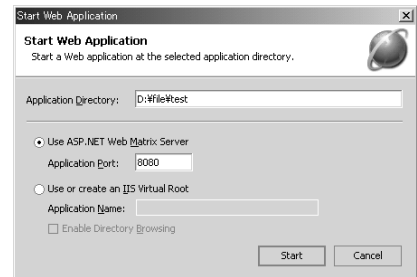 Start Web Application
Start Web Application
Start a Web application at the selected application directory.
Application Directory: D:¥file¥test
Use ASP.NET Web Matrix Server
Application Port: 8080
Use or create an IIS Virtual Root
Application Name:
Enable Directory Browsing
Start Cancel